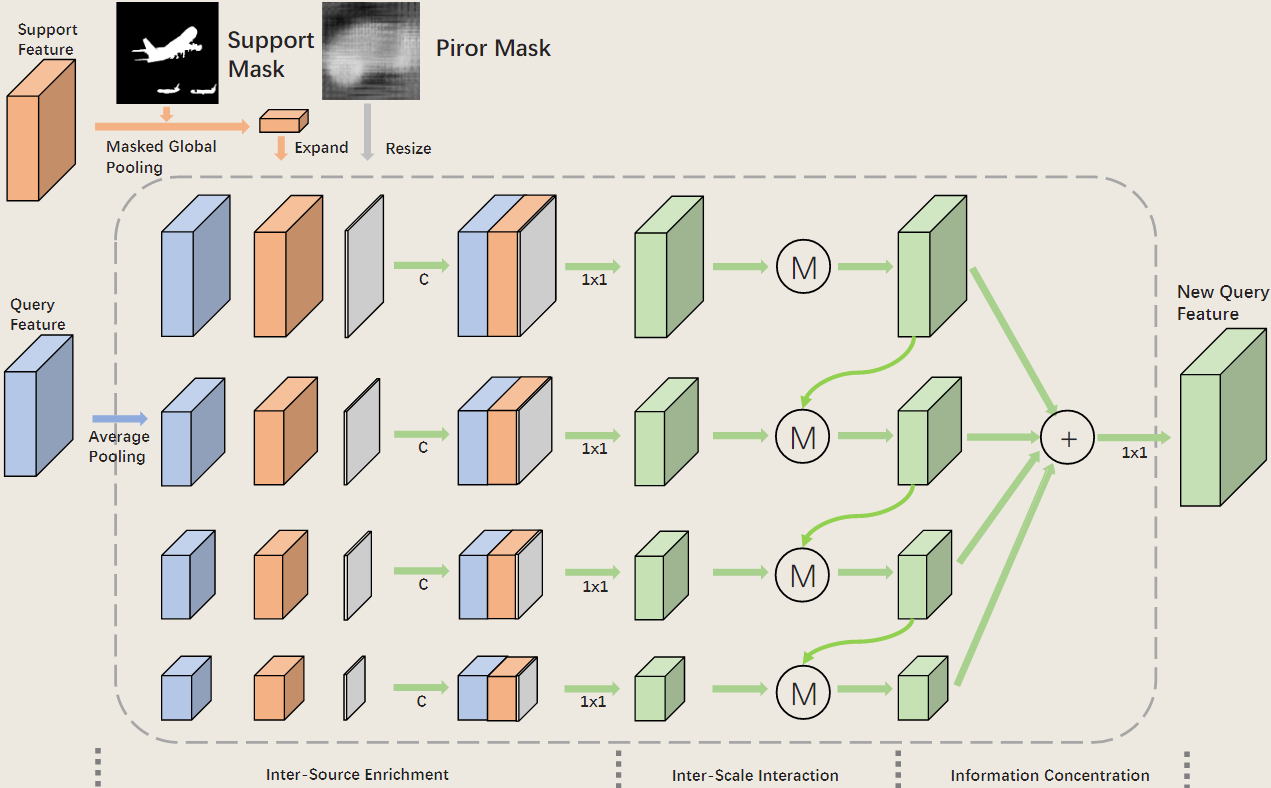 Support
Feature
Support
Mask
Piror Mask
Masked Global
Pooling
Expand
Resize
C
1x1
M
Query
Feature
Average
Pooling
C
1x1
M
+
1x1
New Query
Feature
C
1x1
M
C
1x1
M
Inter-Source Enrichment
Inter-Scale Interaction
Information Concentration